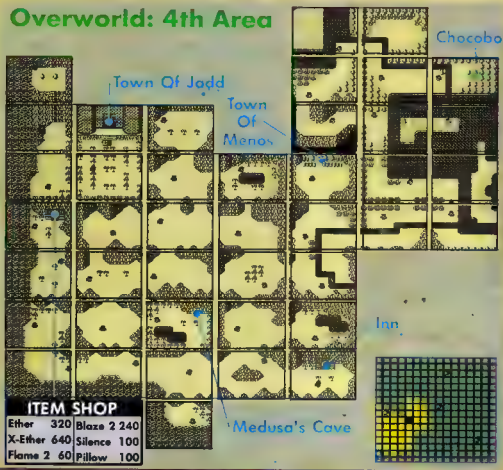 Overworld: 4th Area
Chocobo
Town Of Jadd
Town
Of
Menos
Inn
Medusa's Cave
ITEM SHOP
Ether 320 Blaze 2 240
X-Ether 640 Silence 100
Flame 2 60 Pillow 100